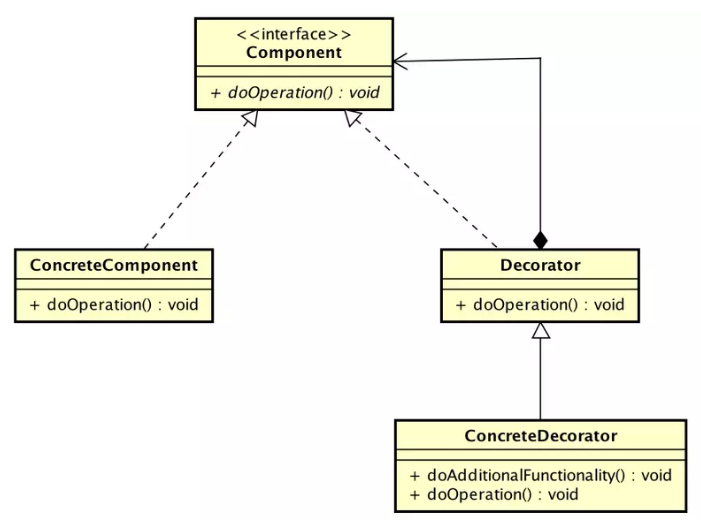 <<interface>>
Component
+ doOperation() : void
ConcreteComponent
+ doOperation() : void
Decorator
+ doOperation() : void
ConcreteDecorator
+ doAdditionalFunctionality() : void
+ doOperation() : void